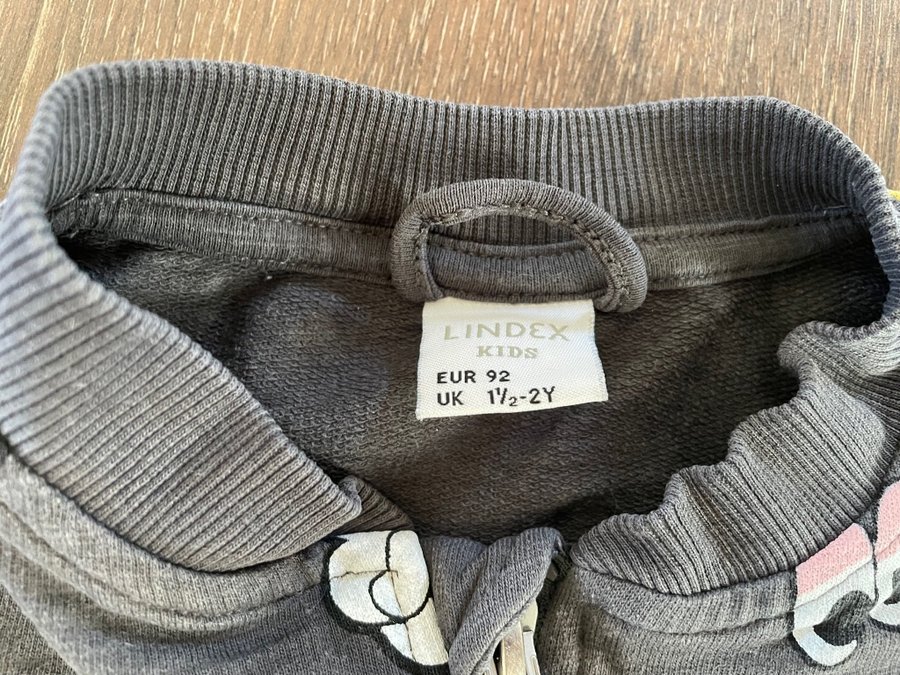 LINDEX
KIDS
EUR 92
UK 1½-2Y